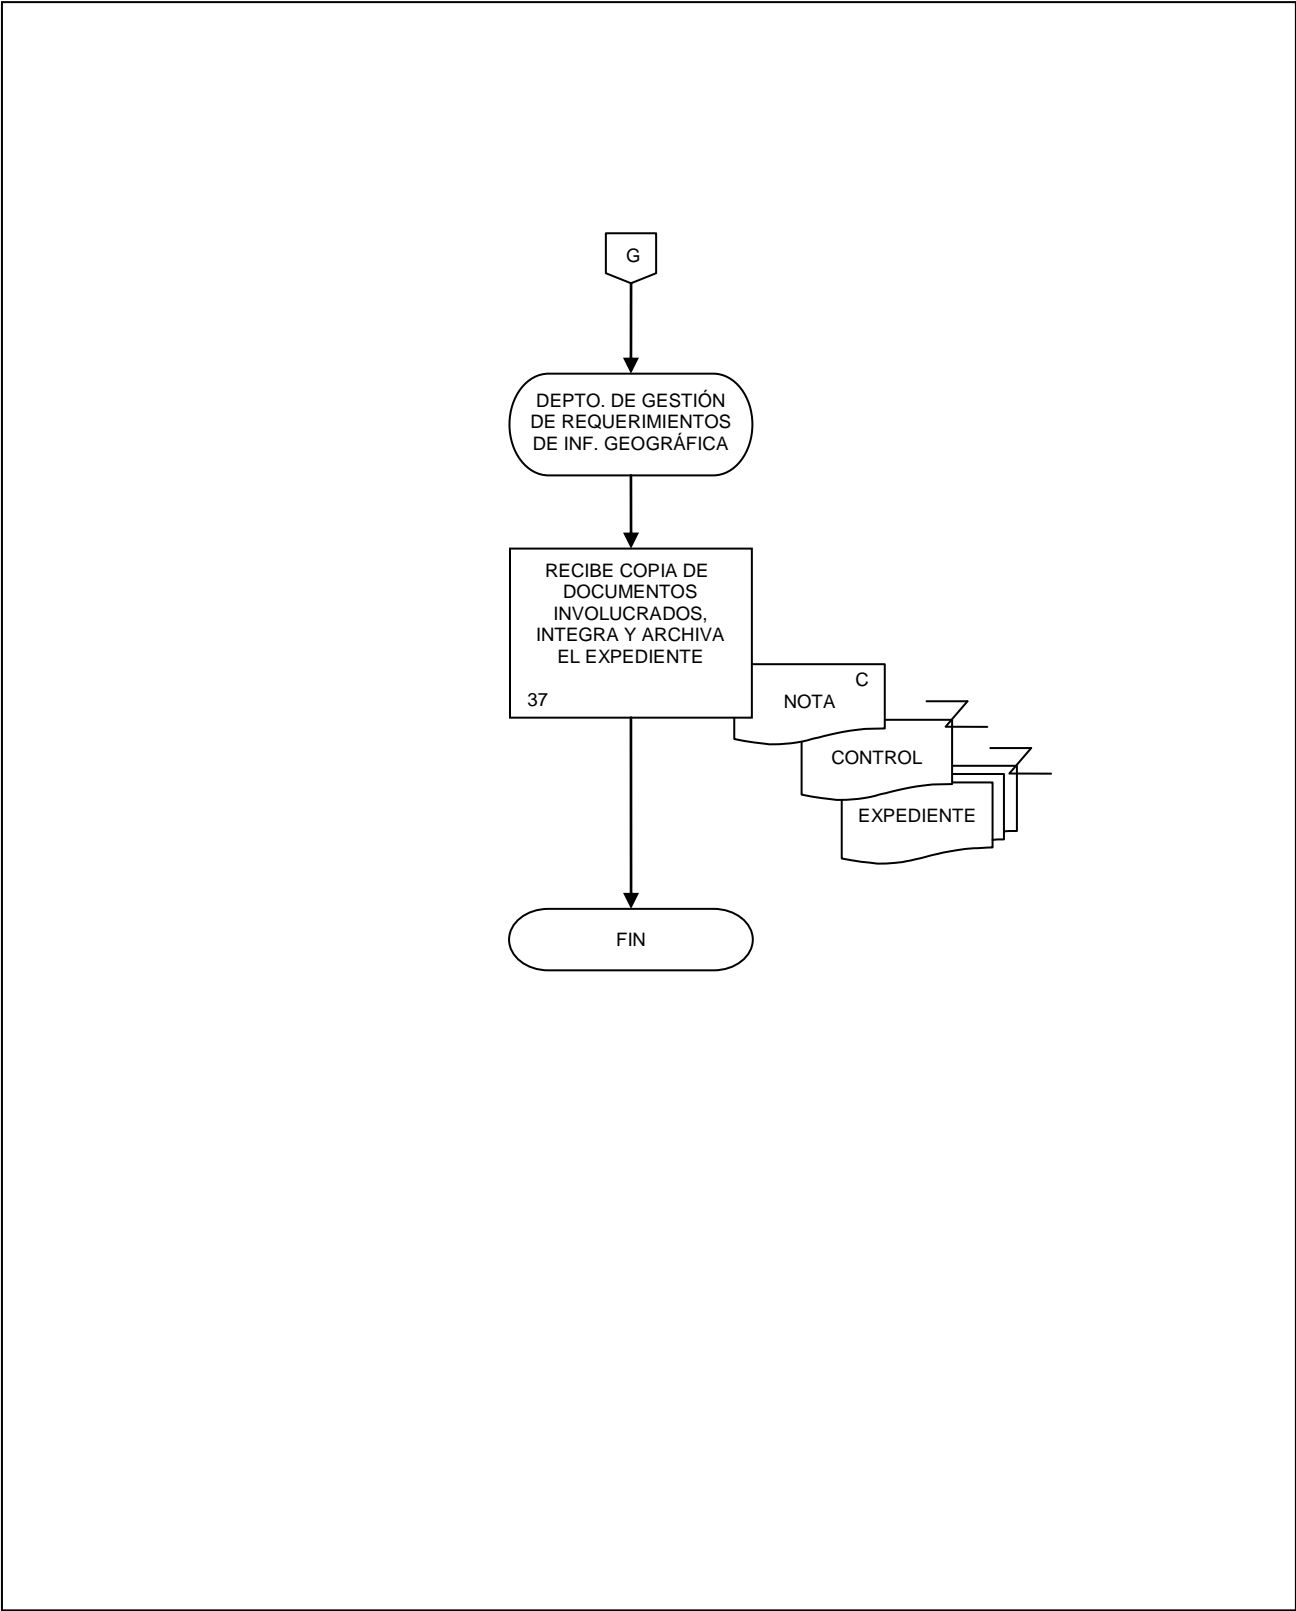 G
DEPTO. DE GESTIÓN
DE REQUERIMIENTOS
DE INF. GEOGRÁFICA
RECIBE COPIA DE
DOCUMENTOS
INVOLUCRADOS,
INTEGRA Y ARCHIVA
EL EXPEDIENTE
37
C
NOTA
CONTROL
EXPEDIENTE
FIN